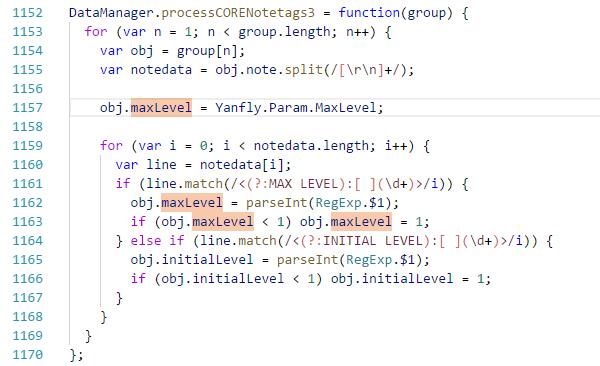 1152 DataManager.processCORENotetags3 = function(group) {
1153   for (var n = 1; n < group.length; n++) {
1154     var obj = group[n];
1155     var notedata = obj.note.split(/[\r\n]+/);
1156
1157     obj.maxLevel = Yanfly.Param.MaxLevel;
1158
1159     for (var i = 0; i < notedata.length; i++) {
1160       var line = notedata[i];
1161       if (line.match(/<(?:MAX LEVEL):[ ](\d+)>/i)) {
1162         obj.maxLevel = parseInt(RegExp.$1);
1163         if (obj.maxLevel < 1) obj.maxLevel = 1;
1164       } else if (line.match(/<(?:INITIAL LEVEL):[ ](\d+)>/i)) {
1165         obj.initialLevel = parseInt(RegExp.$1);
1166         if (obj.initialLevel < 1) obj.initialLevel = 1;
1167       }
1168     }
1169   }
1170 };